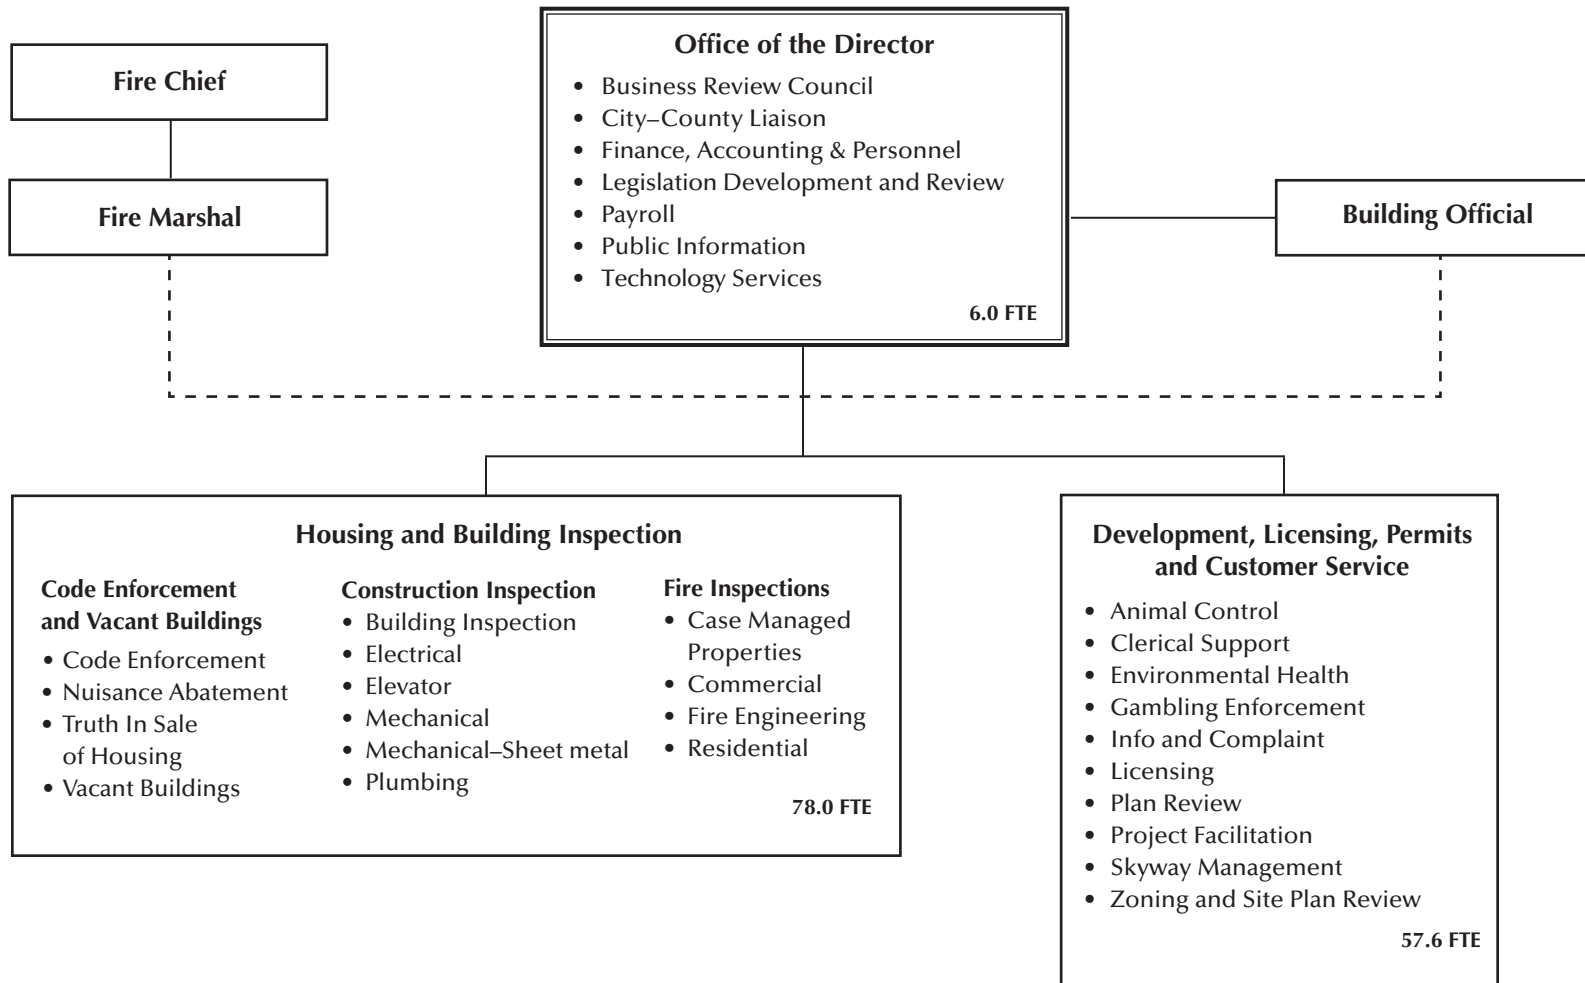 Fire Chief
Fire Marshal
Office of the Director
• Business Review Council
• City–County Liaison
• Finance, Accounting & Personnel
• Legislation Development and Review
• Payroll
• Public Information
• Technology Services
6.0 FTE
Building Official
Housing and Building Inspection
Code Enforcement
and Vacant Buildings
• Code Enforcement
• Nuisance Abatement
• Truth In Sale
of Housing
• Vacant Buildings
Construction Inspection
• Building Inspection
• Electrical
• Elevator
• Mechanical
• Mechanical–Sheet metal
• Plumbing
Fire Inspections
• Case Managed
Properties
• Commercial
• Fire Engineering
• Residential
78.0 FTE
Development, Licensing, Permits
and Customer Service
• Animal Control
• Clerical Support
• Environmental Health
• Gambling Enforcement
• Info and Complaint
• Licensing
• Plan Review
• Project Facilitation
• Skyway Management
• Zoning and Site Plan Review
57.6 FTE